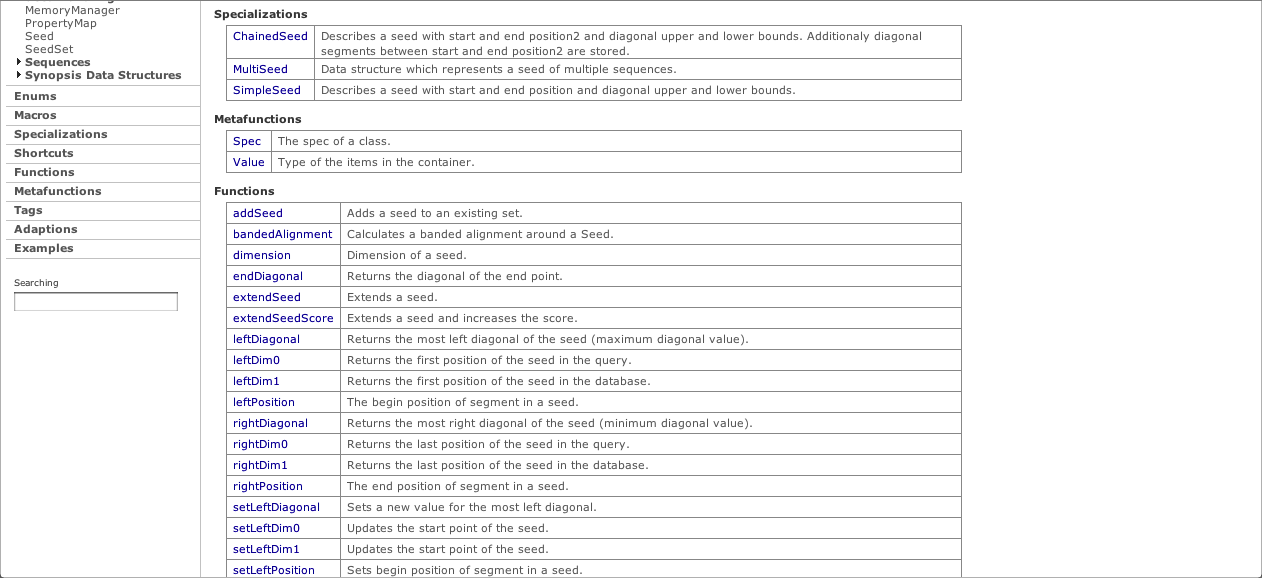 MemoryManager
PropertyMap
Seed
SeedSet
Sequences
Synopsis Data Structures
Enums
Macros
Specializations
Shortcuts
Functions
Metafunctions
Tags
Adaptions
Examples
Searching
Specializations
ChainedSeed Describes a seed with start and end position2 and diagonal upper and lower bounds. Additionaly diagonal
segments between start and end position2 are stored.
MultiSeed Data structure which represents a seed of multiple sequences.
SimpleSeed Describes a seed with start and end position and diagonal upper and lower bounds.
Metafunctions
Spec The spec of a class.
Value Type of the items in the container.
Functions
addSeed Adds a seed to an existing set.
bandedAlignment Calculates a banded alignment around a Seed.
dimension Dimension of a seed.
endDiagonal Returns the diagonal of the end point.
extendSeed Extends a seed.
extendSeedScore Extends a seed and increases the score.
leftDiagonal Returns the most left diagonal of the seed (maximum diagonal value).
leftDim0 Returns the first position of the seed in the query.
leftDim1 Returns the first position of the seed in the database.
leftPosition The begin position of segment in a seed.
rightDiagonal Returns the most right diagonal of the seed (minimum diagonal value).
rightDim0 Returns the last position of the seed in the query.
rightDim1 Returns the last position of the seed in the database.
rightPosition The end position of segment in a seed.
setLeftDiagonal Sets a new value for the most left diagonal.
setLeftDim0 Updates the start point of the seed.
setLeftDim1 Updates the start point of the seed.
setLeftPosition Sets begin position of segment in a seed.